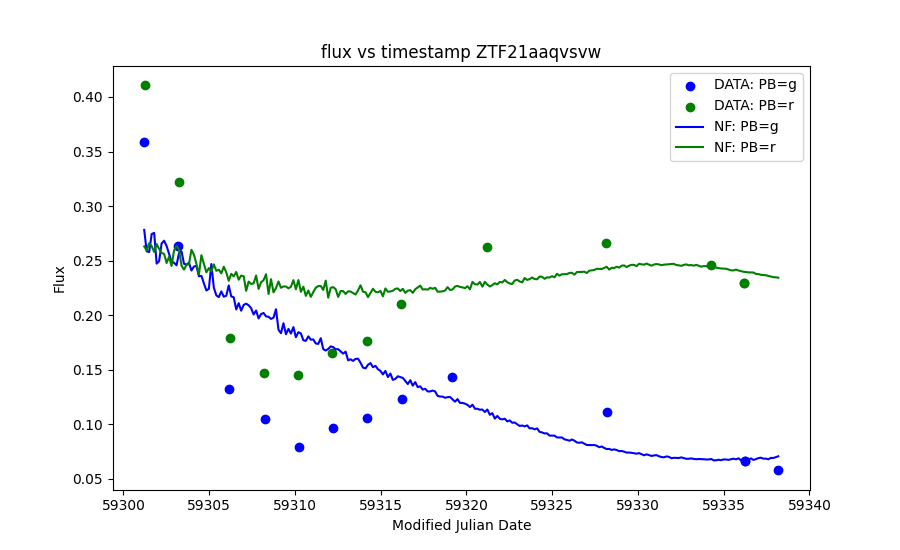 flux vs timestamp ZTF21aaqvsvw
DATA: PB=g
DATA: PB=r
NF: PB=g
NF: PB=r
Flux
0.40
0.35
0.30
0.25
0.20
0.15
0.10
0.05
59300 59305 59310 59315 59320 59325 59330 59335 59340
Modified Julian Date